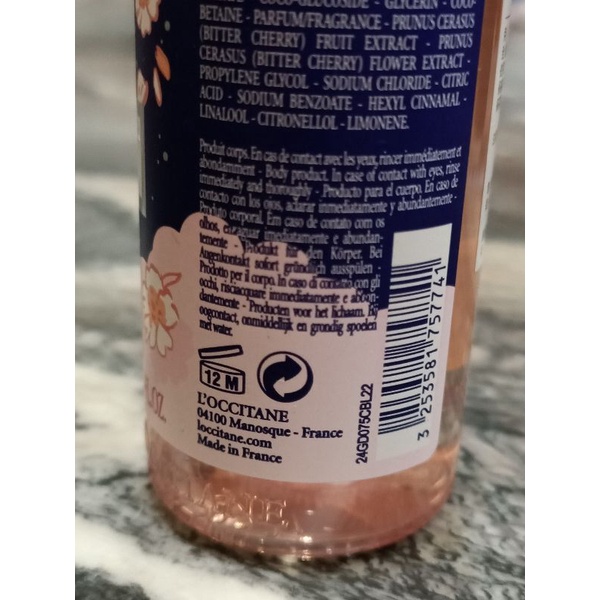 COCO-GLUCOSIDE - GLYCERIN - COCO-
BETAINE - PARFUM/FRAGRANCE - PRUNUS CERASUS
(BITTER CHERRY) FRUIT EXTRACT - PRUNUS
CERASUS (BITTER CHERRY) FLOWER EXTRACT -
PROPYLENE GLYCOL - SODIUM CHLORIDE - CITRIC
ACID - SODIUM BENZOATE - HEXYL CINNAMAL -
LINALOOL - CITRONELLOL - LIMONENE.
Produit corps. En cas de contact avec les yeux, rincer immédiatement et
abondamment - Body product. In case of contact with eyes, rinse
immediately and thoroughly - Producto para el cuerpo. En caso de
contacto con los ojos, aclarar inmediatamente y abundantemente -
Produto corporal. Em caso de contato com os
olhos, enxaguar imediatamente e abundan-
temente - Produkt für den Körper. Bei
Augenkontakt sofort gründlich ausspülen -
Prodotto per il corpo. In caso di contatto con gli
occhi, risciacquare immediatamente e abbon-
dantemente - Producten voor het lichaam. Bij
oogcontact, onmiddellijk en grondig spoelen
met water.
12 M
L'OCCITANE
04100 Manosque - France
loccitane.com
Made in France
24GD075CBL22
3 253581 757741
OZ.